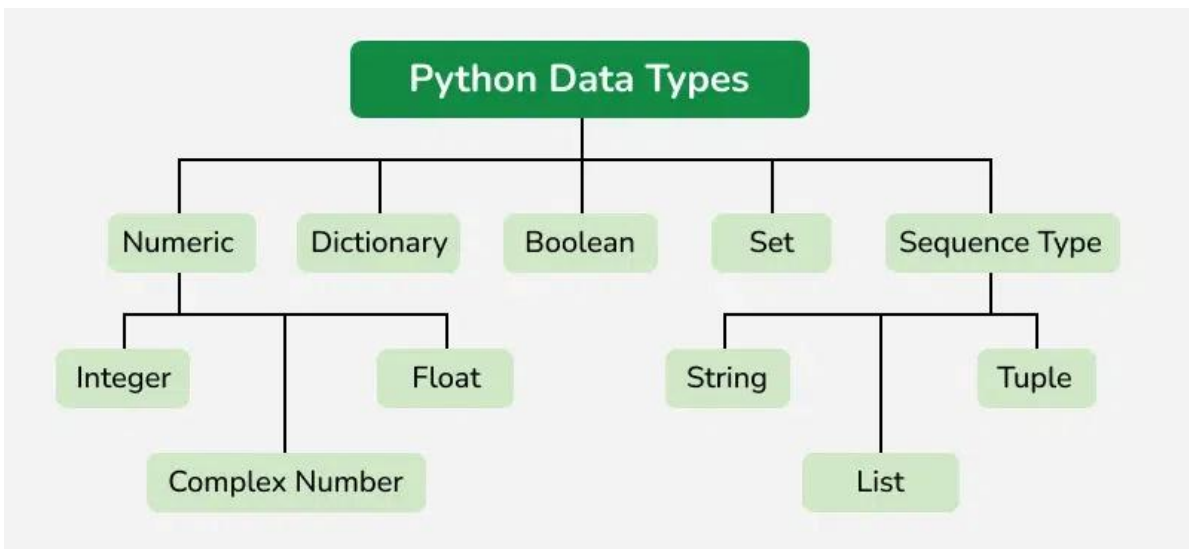 Python Data Types
Numeric
Dictionary
Boolean
Set
Sequence Type
Integer
Float
String
Tuple
Complex Number
List